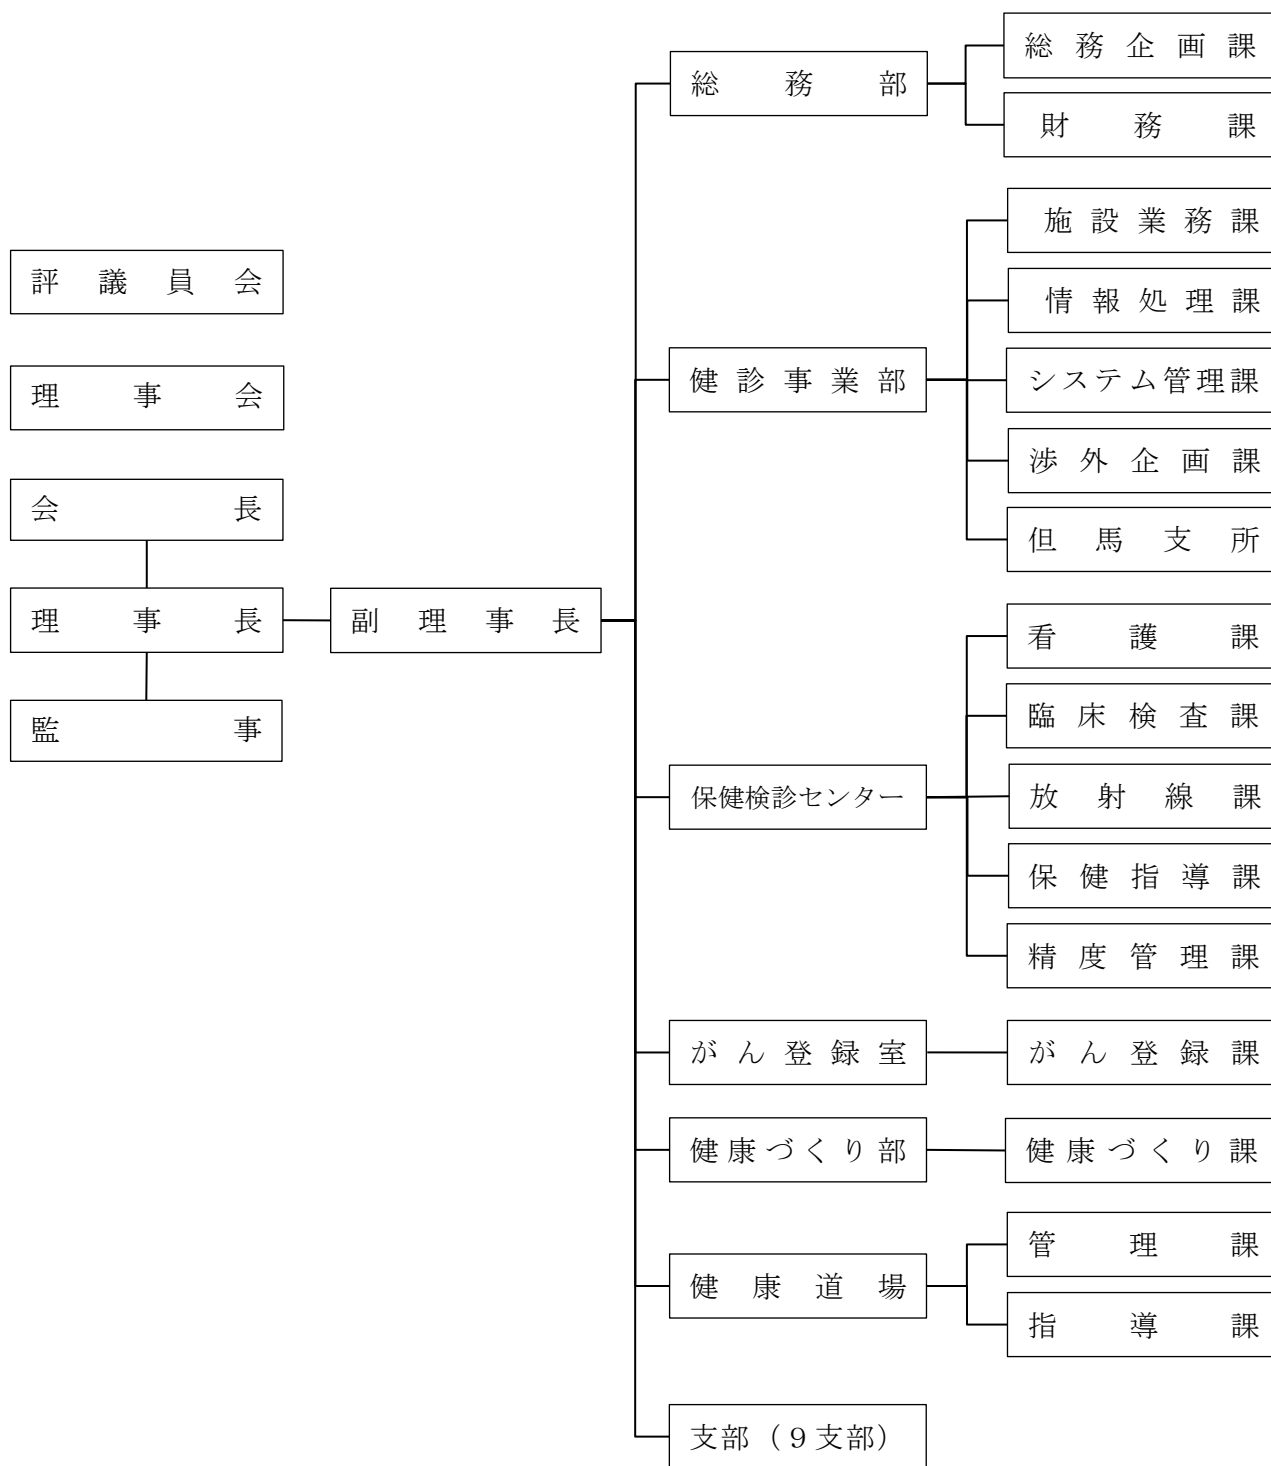 評議員会
理事会
会長
理事長
監事
副理事長
総務部
総務企画課
財務課
健診事業部
施設業務課
情報処理課
システム管理課
渉外企画課
但馬支所
保健検診センター
看護課
臨床検査課
放射線課
保健指導課
精度管理課
がん登録室
がん登録課
健康づくり部
健康づくり課
健康道場
管理課
指導課
支部（９支部）